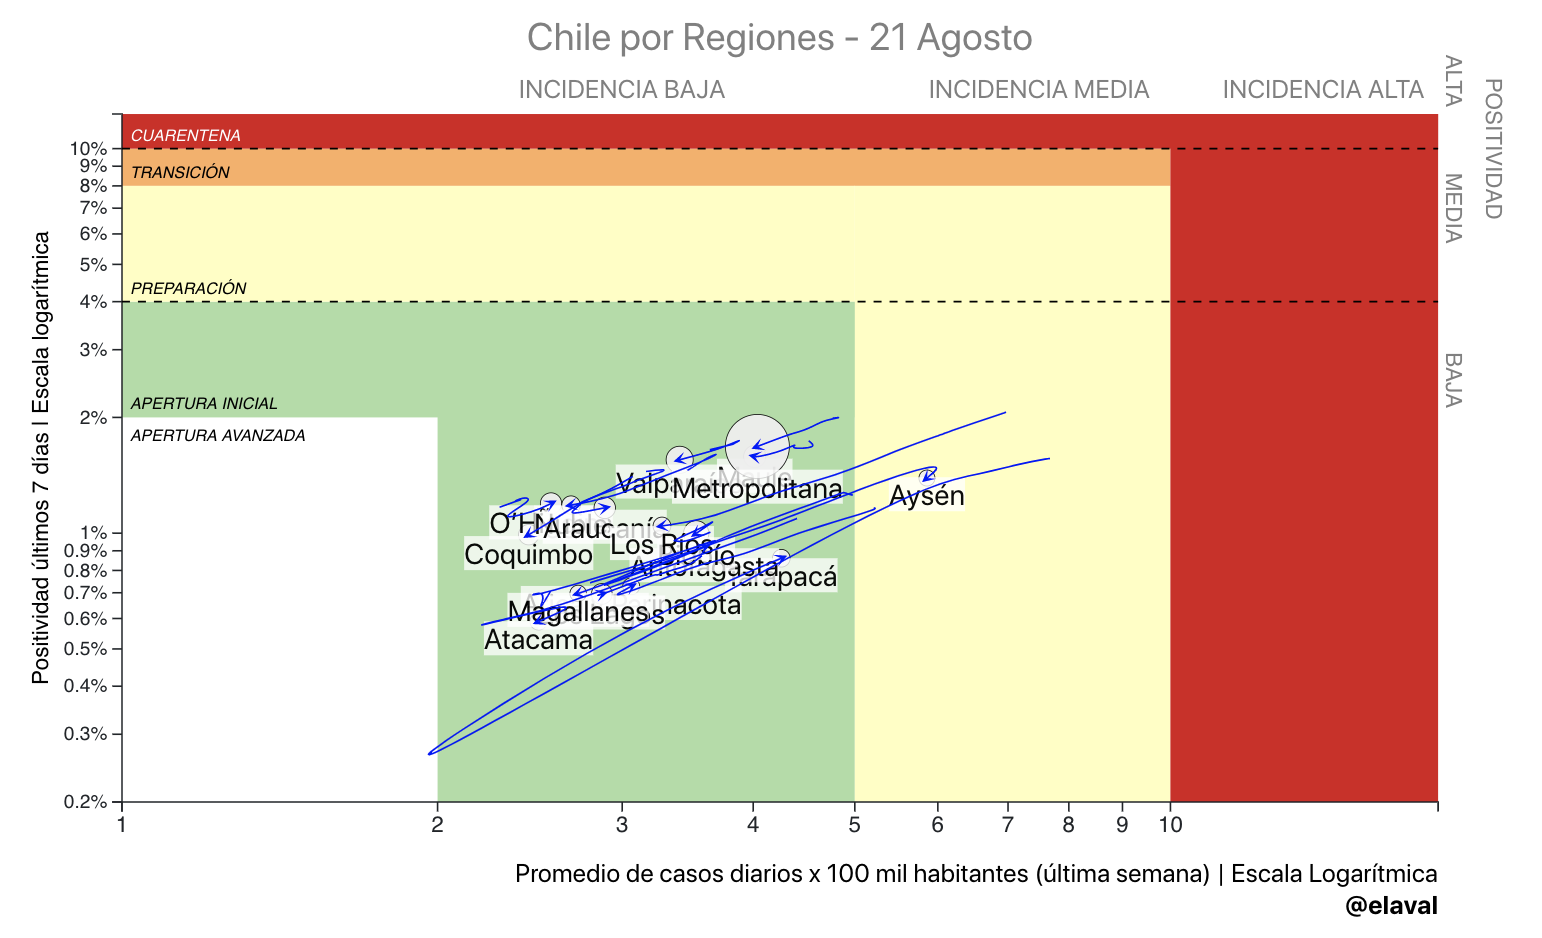 Chile por Regiones - 21 Agosto
INCIDENCIA BAJA INCIDENCIA MEDIA INCIDENCIA ALTA
ALTA
MEDIA
BAJA
POSITIVIDAD
CUARENTENA
TRANSICIÓN
PREPARACIÓN
APERTURA INICIAL
APERTURA AVANZADA
10%
9%
8%
7%
6%
5%
4%
3%
2%
1%
0.9%
0.8%
0.7%
0.6%
0.5%
0.4%
0.3%
0.2%
Positividad últimos 7 días I Escala logarítmica
Maule
Metropolitana
Aysén
Araucanía
Los Ríos
Coquimbo
Antofagasta
Tarapacá
Magallanes
Atacama
1 2 3 4 5 6 7 8 9 10
Promedio de casos diarios x 100 mil habitantes (última semana) | Escala Logarítmica
@elaval